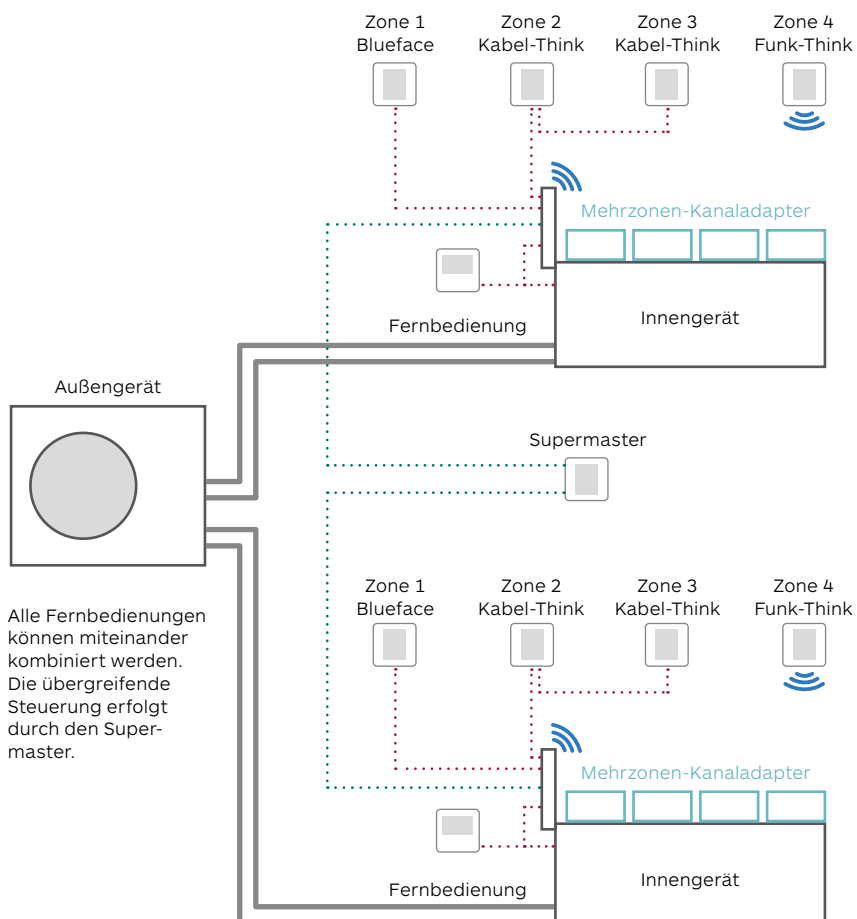 Zone 1
Blueface
Zone 2
Kabel-Think
Zone 3
Kabel-Think
Zone 4
Funk-Think
Mehrzonen-Kanaladapter
Fernbedienung
Innengerät
Außengerät
Supermaster
Alle Fernbedienungen
können miteinander
kombiniert werden.
Die übergreifende
Steuerung erfolgt
durch den Super-
master.
Zone 1
Blueface
Zone 2
Kabel-Think
Zone 3
Kabel-Think
Zone 4
Funk-Think
Mehrzonen-Kanaladapter
Fernbedienung
Innengerät